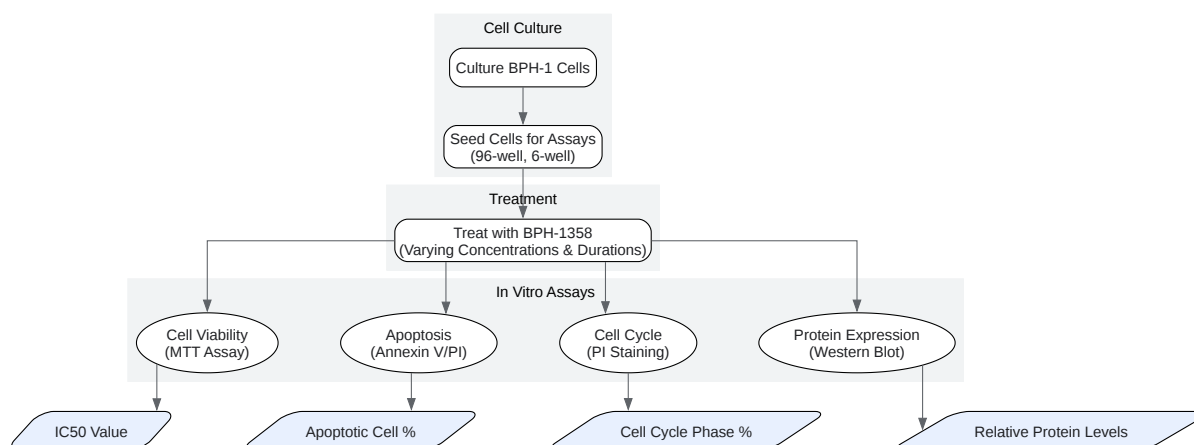 Cell Culture
Culture BPH-1 Cells
Seed Cells for Assays
(96-well, 6-well)
Treatment
Treat with BPH-1358
(Varying Concentrations & Durations)
In Vitro Assays
Cell Viability
(MTT Assay)
Apoptosis
(Annexin V/PI)
Cell Cycle
(PI Staining)
Protein Expression
(Western Blot)
IC50 Value
Apoptotic Cell %
Cell Cycle Phase %
Relative Protein Levels